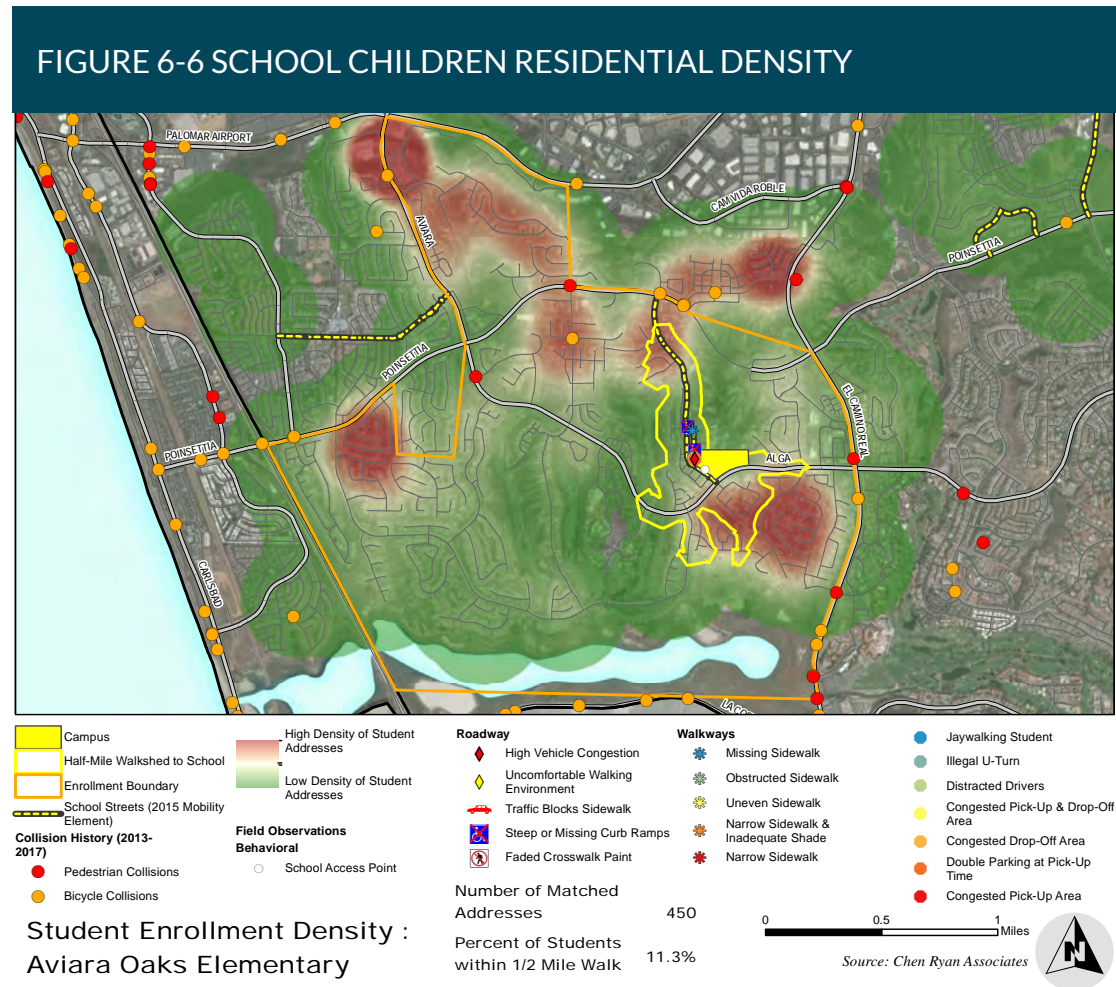 FIGURE 6-6 SCHOOL CHILDREN RESIDENTIAL DENSITY
PALOMAR AIRPORT
CAM VIDA ROBLE
AVIARA
POINSETTIA
POINSETTIA
EL CAMINO REAL
POINSETTIA
ALGA
CARLSBAD
LA CO
Campus
Half-Mile Walkshed to School
Enrollment Boundary
School Streets (2015 Mobility
Element)
Collision History (2013-
2017)
Pedestrian Collisions
Bicycle Collisions
High Density of Student
Addresses
Low Density of Student
Addresses
Field Observations
Behavioral
School Access Point
Roadway
High Vehicle Congestion
Uncomfortable Walking
Environment
Traffic Blocks Sidewalk
Steep or Missing Curb Ramps
Faded Crosswalk Paint
Walkways
Missing Sidewalk
Obstructed Sidewalk
Uneven Sidewalk
Narrow Sidewalk &
Inadequate Shade
Narrow Sidewalk
Jaywalking Student
Illegal U-Turn
Distracted Drivers
Congested Pick-Up & Drop-Off
Area
Congested Drop-Off Area
Double Parking at Pick-Up
Time
Congested Pick-Up Area
Student Enrollment Density :
Aviara Oaks Elementary
Number of Matched
Addresses 450
Percent of Students
within 1/2 Mile Walk 11.3%
0 0.5 1
Miles
Source: Chen Ryan Associates
N